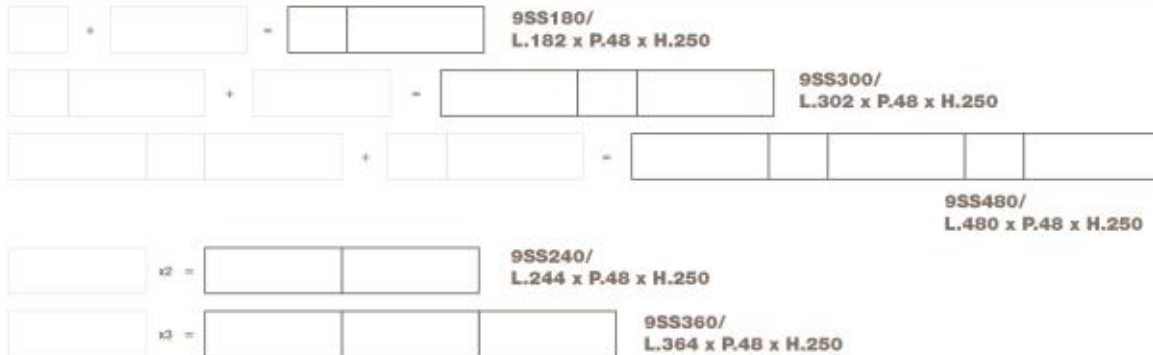 + = 9SS180/
L.182 x P.48 x H.250
+ = 9SS300/
L.302 x P.48 x H.250
+ =
9SS480/
L.480 x P.48 x H.250
x2 = 9SS240/
L.244 x P.48 x H.250
x3 = 9SS360/
L.364 x P.48 x H.250